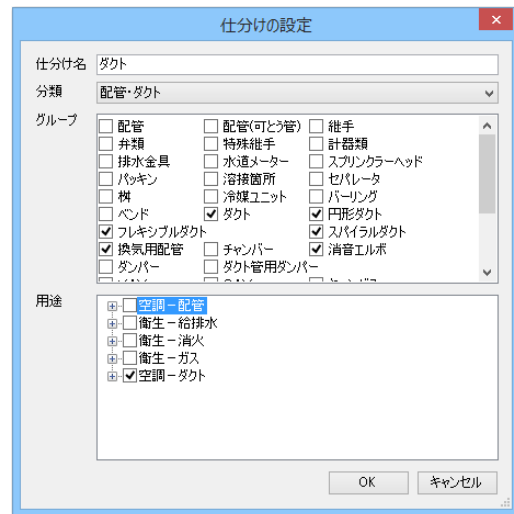 仕分けの設定
仕分け名 ダクト
分類 配管・ダクト
グループ
配管 配管(可とう管) 継手
弁類 特殊継手 計器類
排水金具 水道メーター スプリンクラーヘッド
パッキン 溶接箇所 セパレータ
桝 冷媒ユニット バーリング
ベンド ダクト 円形ダクト
フレキシブルダクト スパイラルダクト
換気用配管 チャンバー 消音エルボ
ダンパー ダクト管用ダンパー
用途
空調-配管
衛生-給排水
衛生-消火
衛生-ガス
空調-ダクト
OK キャンセル